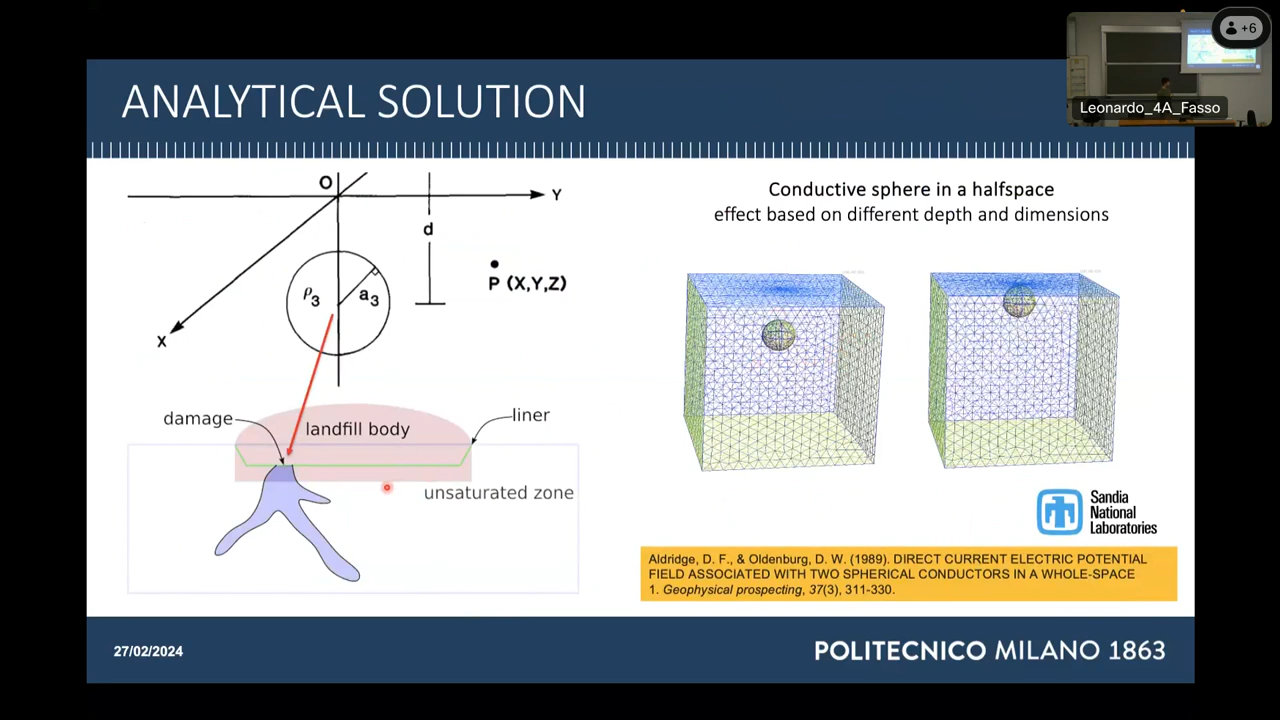 ANALYTICAL SOLUTION
+6
Leonardo_4A_Fasso
O
Y
d
P (X,Y,Z)
ρ3
a3
X
damage
landfill body
liner
unsaturated zone
Conductive sphere in a halfspace
effect based on different depth and dimensions
Sandia
National
Laboratories
Aldridge, D. F., & Oldenburg, D. W. (1989). DIRECT CURRENT ELECTRIC POTENTIAL
FIELD ASSOCIATED WITH TWO SPHERICAL CONDUCTORS IN A WHOLE-SPACE
1. Geophysical prospecting, 37(3), 311-330.
27/02/2024
POLITECNICO MILANO 1863